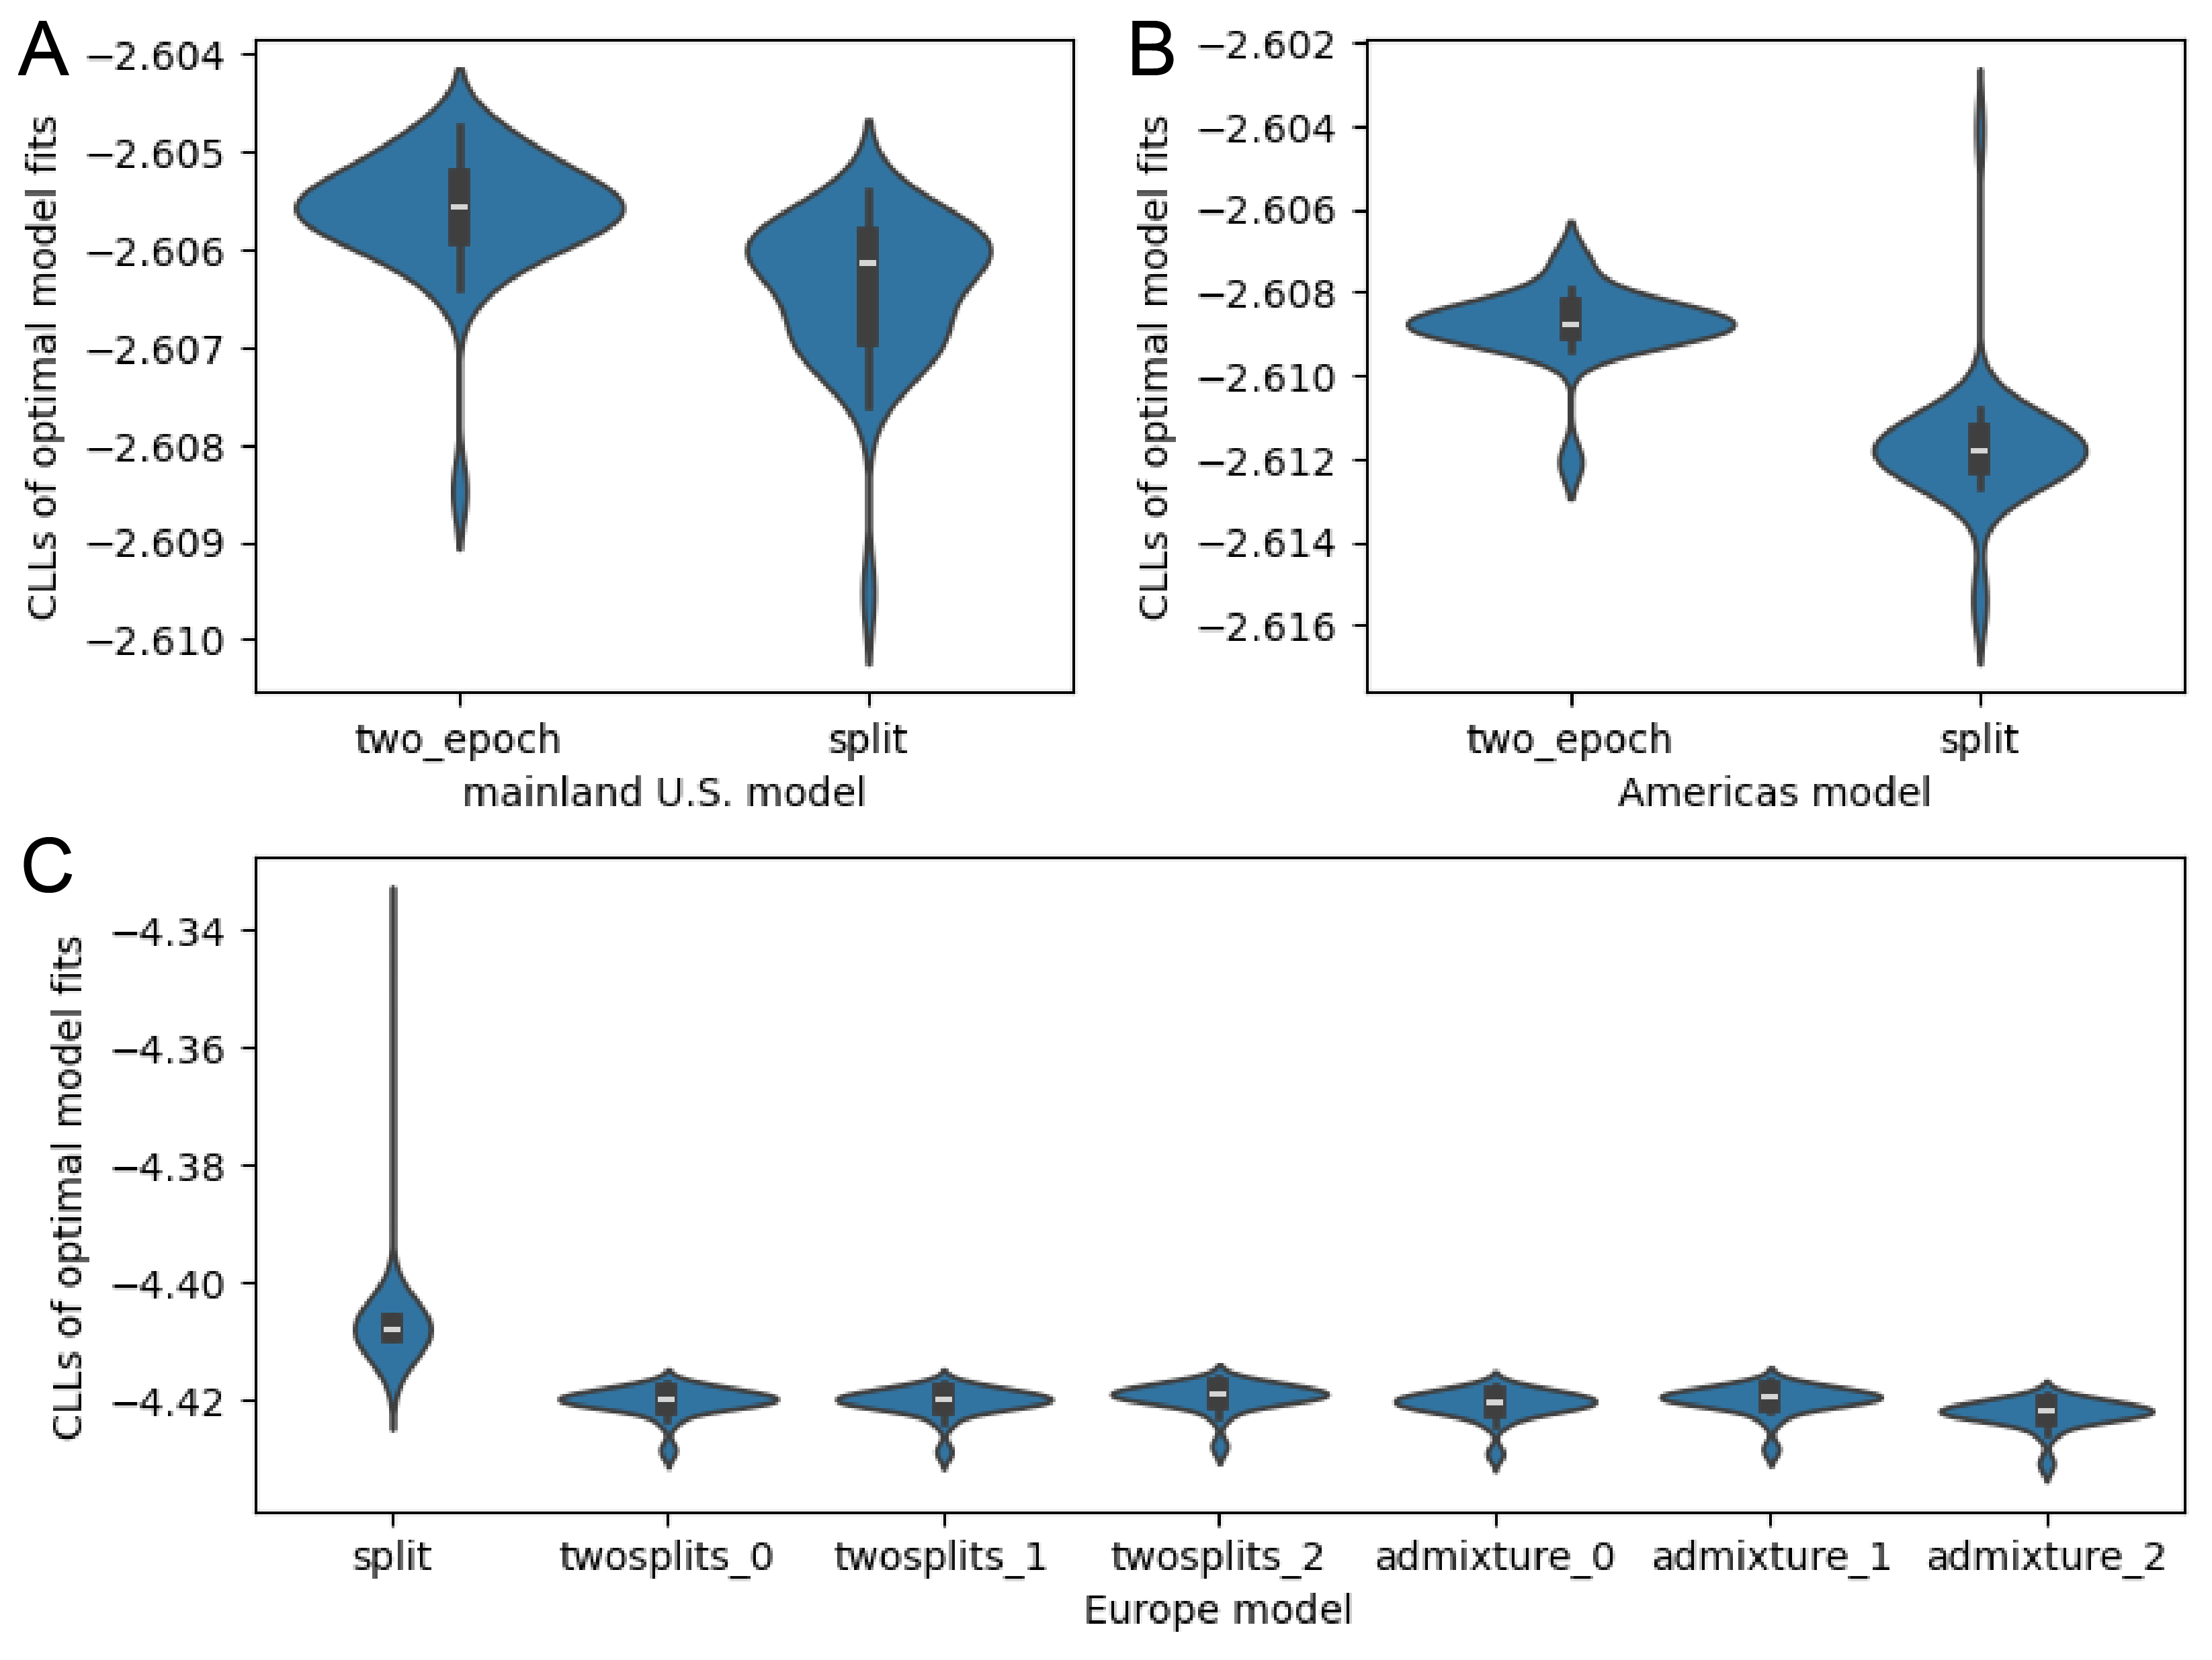 A
CLLs of optimal model fits
−2.604
−2.605
−2.606
−2.607
−2.608
−2.609
−2.610
two_epoch split
mainland U.S. model
B
CLLs of optimal model fits
−2.602
−2.604
−2.606
−2.608
−2.610
−2.612
−2.614
−2.616
two_epoch split
Americas model
C
CLLs of optimal model fits
−4.34
−4.36
−4.38
−4.40
−4.42
split twosplits_0 twosplits_1 twosplits_2 admixture_0 admixture_1 admixture_2
Europe model